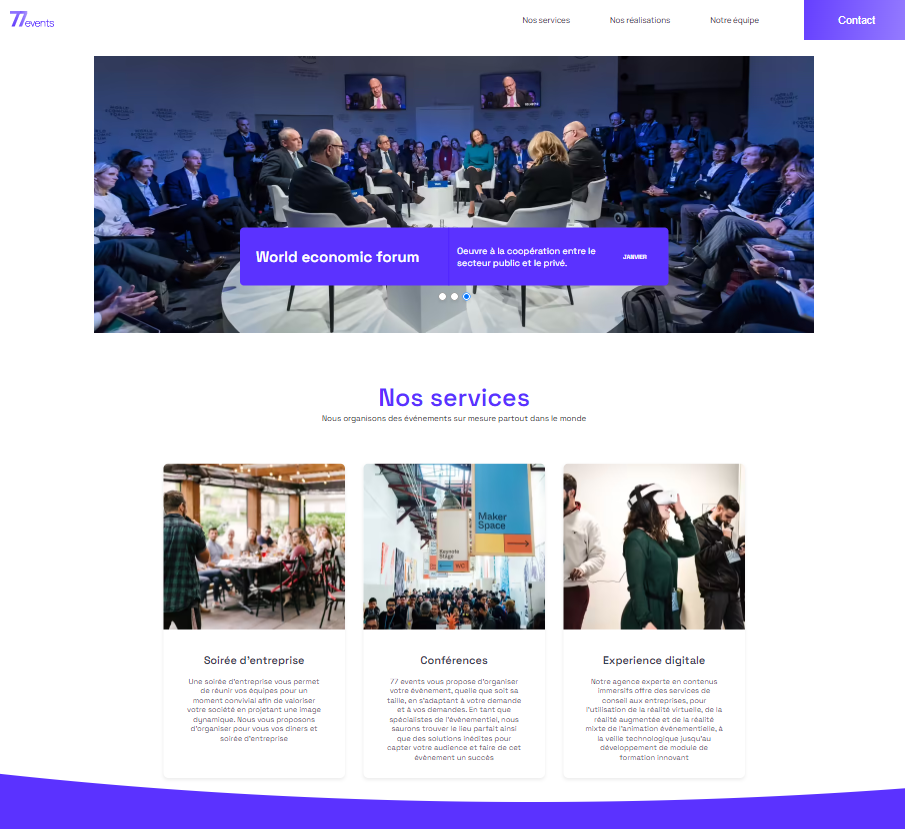 77events
Nos services
Nos réalisations
Notre équipe
Contact
World economic forum
Oeuvre à la coopération entre le
secteur public et le privé.
JANVIER
Nos services
Nous organisons des événements sur mesure partout dans le monde
Maker
Space
Keynote
Stage
WC
Soirée d'entreprise
Une soirée d'entreprise vous permet
de réunir vos équipes pour un
moment convivial afin de valoriser
votre société en projetant une image
dynamique. Nous vous proposons
d'organiser pour vous vos diners et
soirée d'entreprise
Conférences
77 events vous propose d'organiser
votre évènement, quelle que soit sa
taille, en s'adaptant à votre demande
et à vos demandes. En tant que
spécialistes de l'événementiel, nous
saurons trouver le lieu parfait ainsi
que des solutions inédites pour
capter votre audience et faire de cet
évènement un succès
Experience digitale
Notre agence experte en contenus
immersifs offre des services de
conseil aux entreprises, pour
l'utilisation de la réalité virtuelle, de la
réalité augmentée et de la réalité
mixte de l'animation événementielle, à
la veille technologique jusqu'au
développement de module de
formation innovant